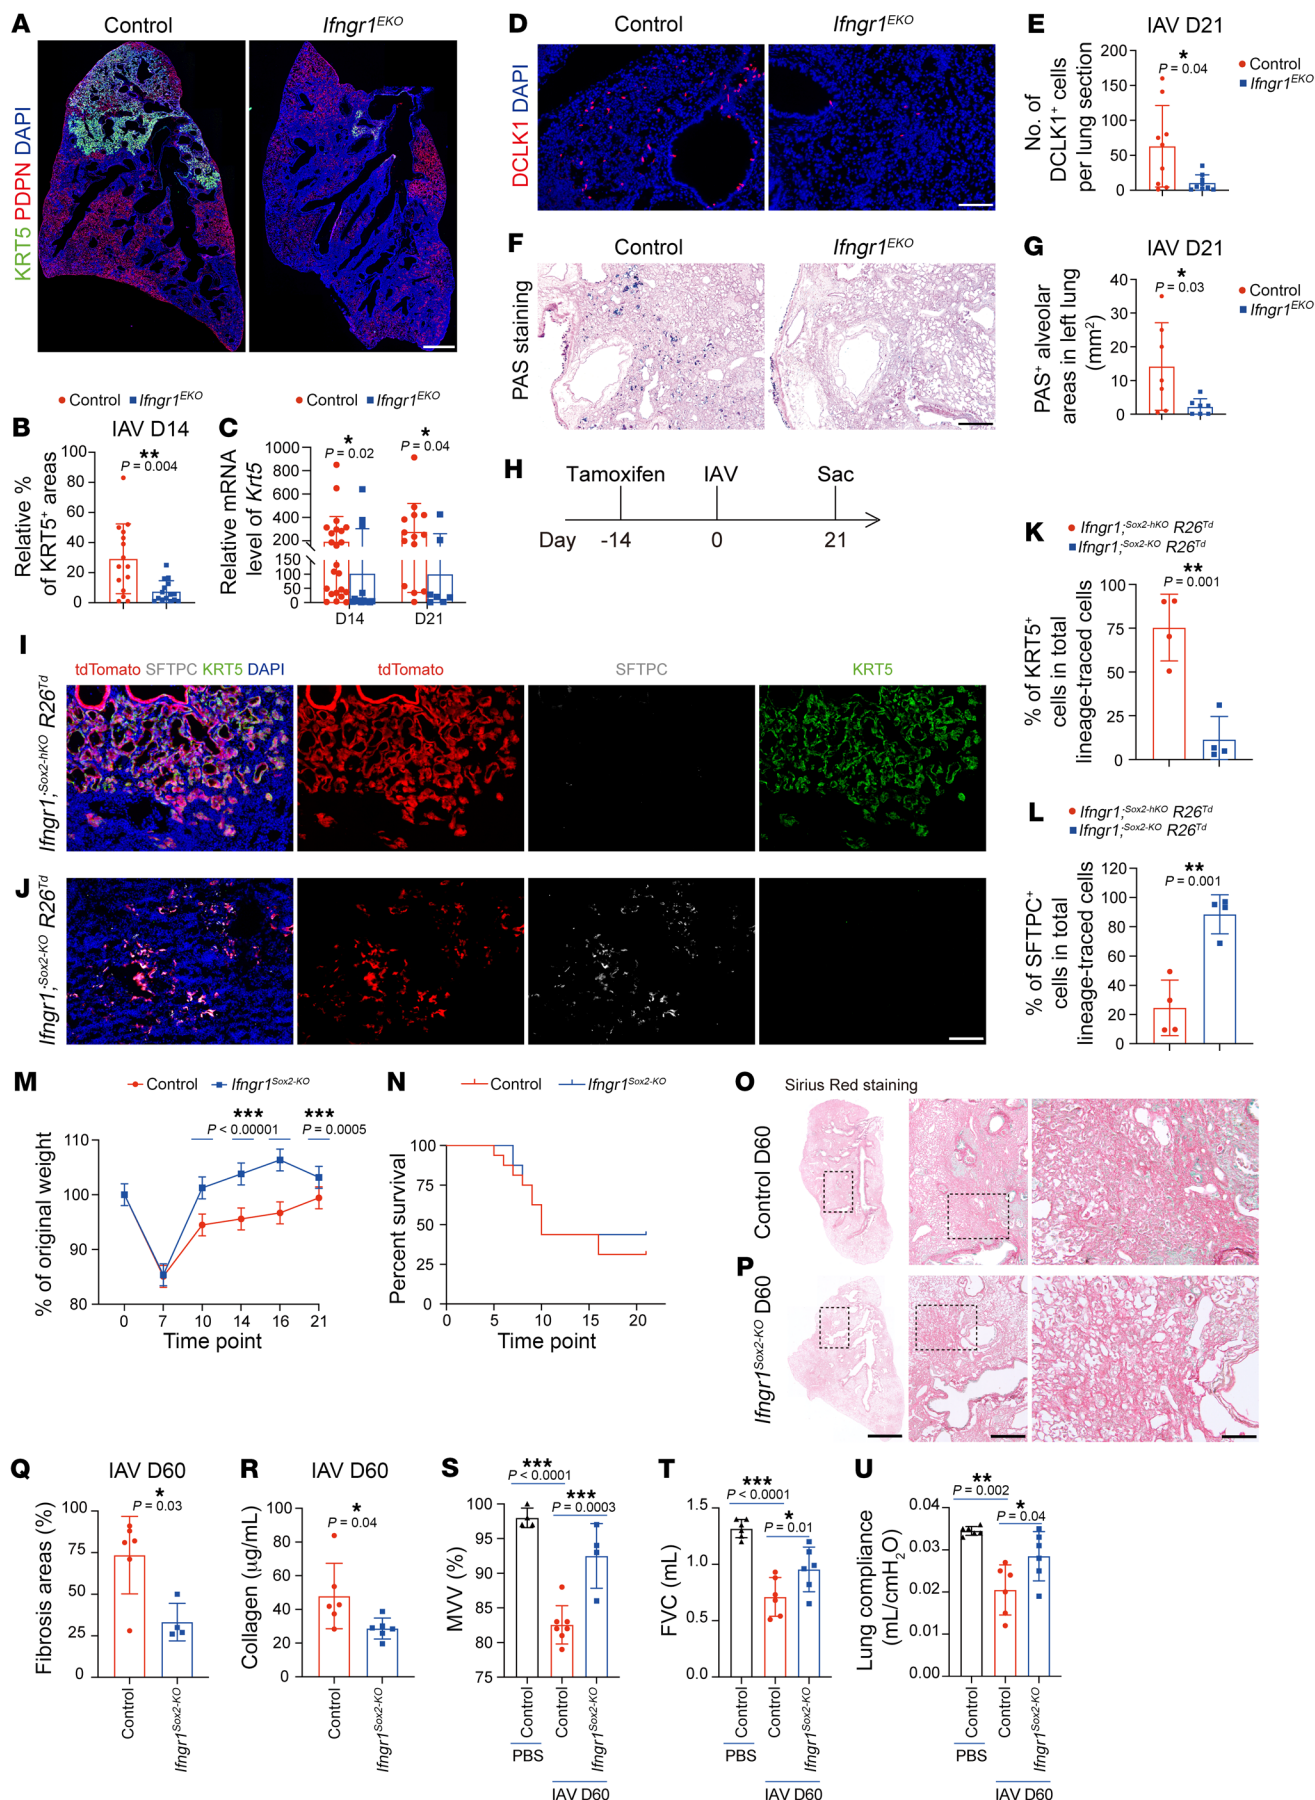 A
Control
Ifngr1EKO
KRT5 PDPN DAPI
D
Control
Ifngr1EKO
DCLK1 DAPI
E
IAV D21
No. of
DCLK1+ cells
per lung section
200
150
100
50
0
*
P = 0.04
Control
Ifngr1EKO
F
Control
Ifngr1EKO
PAS staining
G
IAV D21
PAS+ alveolar
areas in left lung
(mm2)
40
30
20
10
0
*
P = 0.03
Control
Ifngr1EKO
Control Ifngr1EKO
B
IAV D14
Relative %
of KRT5+ areas
100
80
60
40
20
0
**
P = 0.004
Control Ifngr1EKO
C
Relative mRNA
level of Krt5
1000
800
600
400
200
150
100
50
0
*
P = 0.02
*
P = 0.04
D14
D21
H
Tamoxifen
IAV
Sac
Day
-14
0
21
K
Ifngr1;Sox2-hKO R26Td
Ifngr1;Sox2-KO R26Td
% of KRT5+
cells in total
lineage-traced cells
100
75
50
25
0
**
P = 0.001
I
tdTomato SFTPC KRT5 DAPI
tdTomato
SFTPC
KRT5
Ifngr1;Sox2-hKO R26Td
J
Ifngr1;Sox2-KO R26Td
L
Ifngr1;Sox2-hKO R26Td
Ifngr1;Sox2-KO R26Td
% of SFTPC+
cells in total
lineage-traced cells
120
100
80
60
40
20
0
**
P = 0.001
M
Control Ifngr1Sox2-KO
% of original weight
110
100
90
80
***
P < 0.00001
***
P = 0.0005
0 7 10 14 16 21
Time point
N
Control Ifngr1Sox2-KO
Percent survival
100
75
50
25
0
0 5 10 15 20
Time point
O
Sirius Red staining
Control D60
P
Ifngr1Sox2-KO D60
Q
IAV D60
Fibrosis areas (%)
100
75
50
25
0
*
P = 0.03
Control
Ifngr1Sox2-KO
R
IAV D60
Collagen (µg/mL)
100
80
60
40
20
0
*
P = 0.04
Control
Ifngr1Sox2-KO
S
MVV (%)
100
95
90
85
80
75
***
P < 0.0001
***
P = 0.0003
Control
Control
Ifngr1Sox2-KO
PBS
IAV D60
T
FVC (mL)
1.5
1.0
0.5
0.0
***
P < 0.0001
*
P = 0.01
Control
Control
Ifngr1Sox2-KO
PBS
IAV D60
U
Lung compliance
(mL/cmH2O)
0.04
0.03
0.02
0.01
0.00
**
P = 0.002
*
P = 0.04
Control
Control
Ifngr1Sox2-KO
PBS
IAV D60